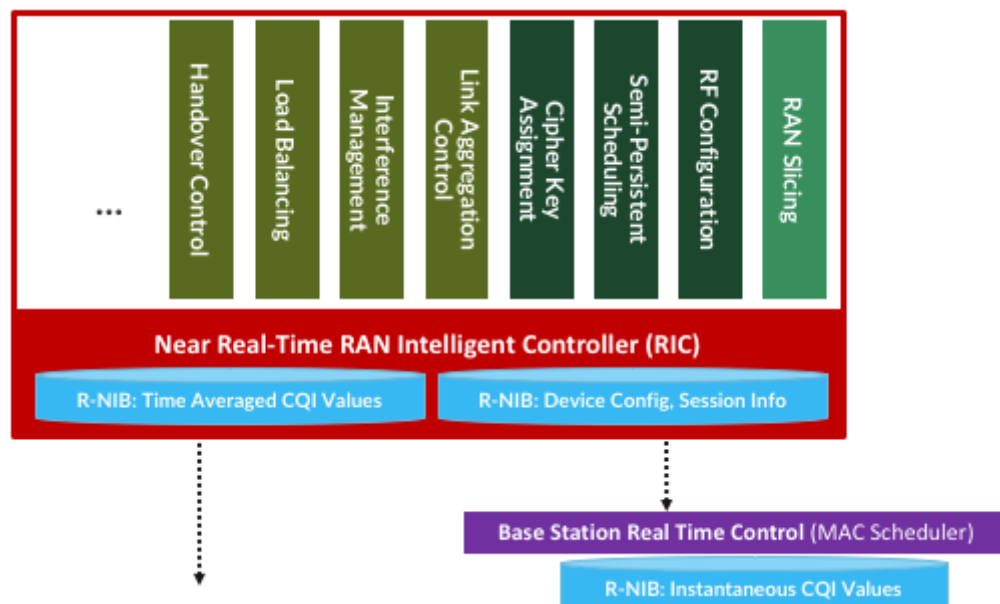 ...
Handover Control
Load Balancing
Interference
Management
Link Aggregation
Control
Cipher Key
Assignment
Semi-Persistent
Scheduling
RF Configuration
RAN Slicing
Near Real-Time RAN Intelligent Controller (RIC)
R-NIB: Time Averaged CQI Values
R-NIB: Device Config, Session Info
Base Station Real Time Control (MAC Scheduler)
R-NIB: Instantaneous CQI Values